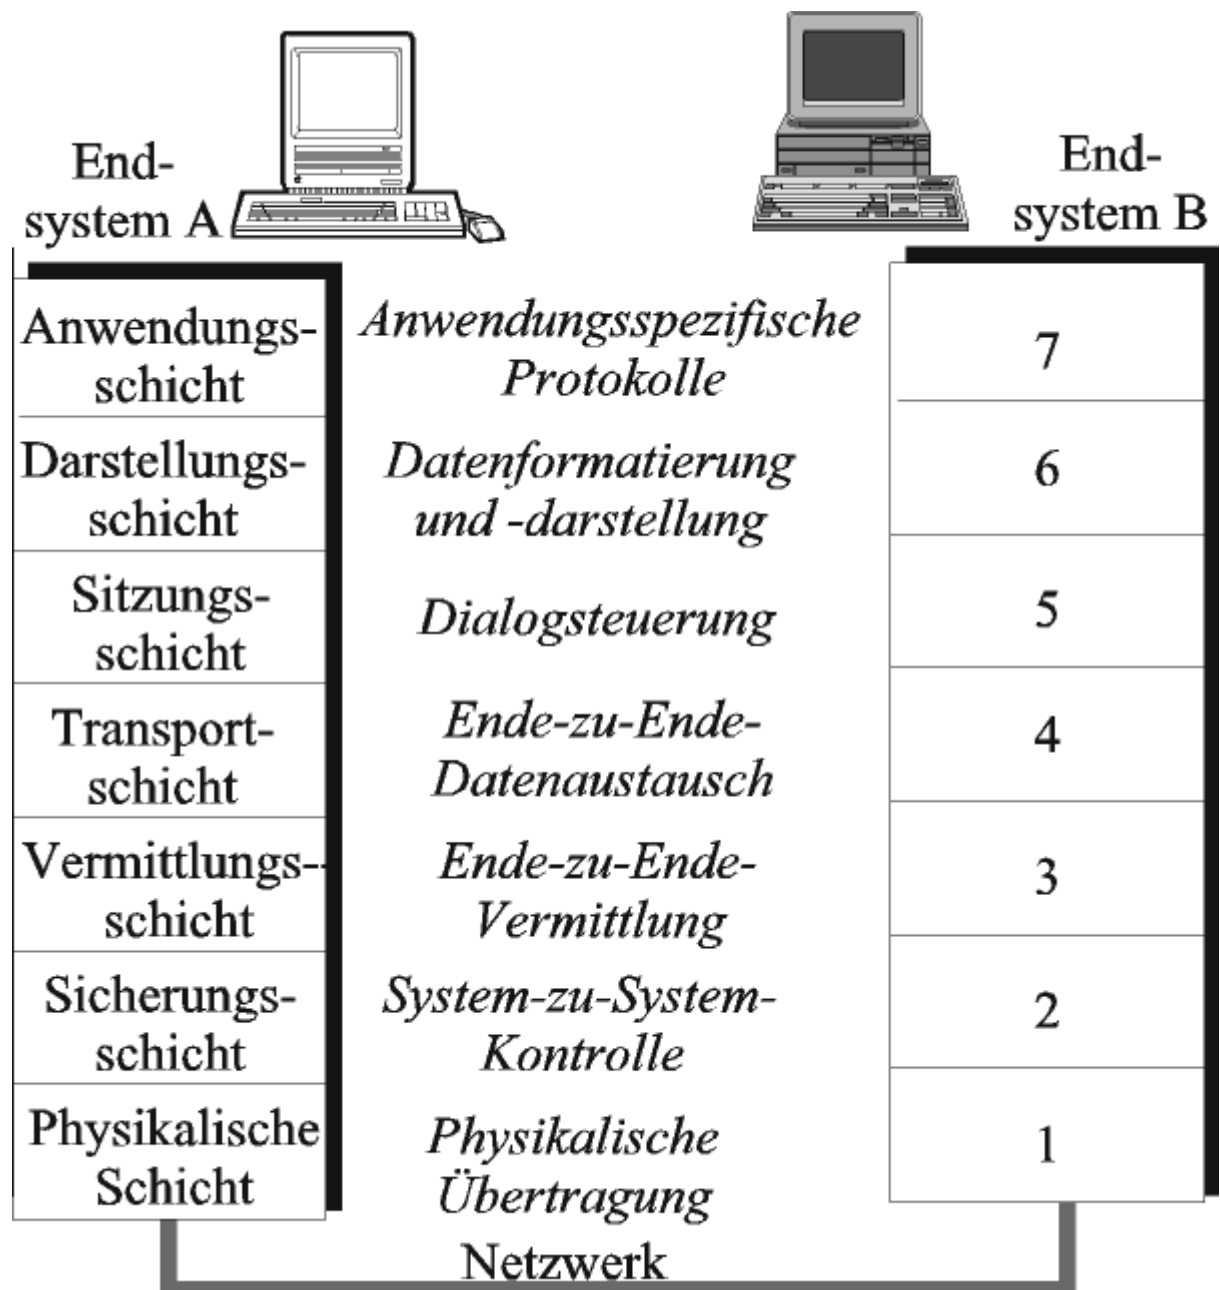 End-
system A
End-
system B
Anwendungs-
schicht
Anwendungsspezifische
Protokolle
7
Darstellungs-
schicht
Datenformatierung
und -darstellung
6
Sitzungs-
schicht
Dialogsteuerung
5
Transport-
schicht
Ende-zu-Ende-
Datenaustausch
4
Vermittlungs-
schicht
Ende-zu-Ende-
Vermittlung
3
Sicherungs-
schicht
System-zu-System-
Kontrolle
2
Physikalische
Schicht
Physikalische
Übertragung
1
Netzwerk